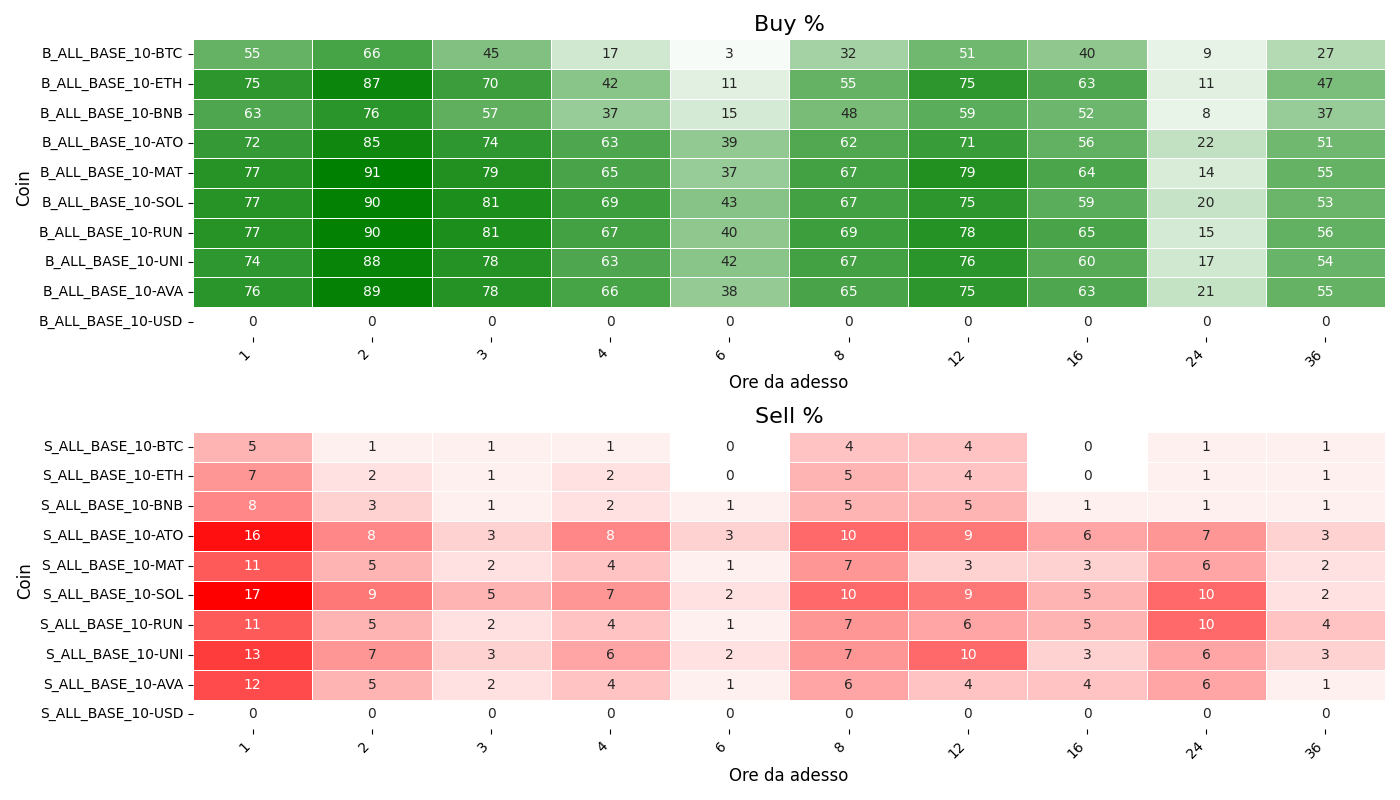 Buy %
Coin
B_ALL_BASE_10-BTC 55 66 45 17 3 32 51 40 9 27
B_ALL_BASE_10-ETH 75 87 70 42 11 55 75 63 11 47
B_ALL_BASE_10-BNB 63 76 57 37 15 48 59 52 8 37
B_ALL_BASE_10-ATO 72 85 74 63 39 62 71 56 22 51
B_ALL_BASE_10-MAT 77 91 79 65 37 67 79 64 14 55
B_ALL_BASE_10-SOL 77 90 81 69 43 67 75 59 20 53
B_ALL_BASE_10-RUN 77 90 81 67 40 69 78 65 15 56
B_ALL_BASE_10-UNI 74 88 78 63 42 67 76 60 17 54
B_ALL_BASE_10-AVA 76 89 78 66 38 65 75 63 21 55
B_ALL_BASE_10-USD 0 0 0 0 0 0 0 0 0 0
1 2 3 4 6 8 12 16 24 36
Ore da adesso
Sell %
Coin
S_ALL_BASE_10-BTC 5 1 1 1 0 4 4 0 1 1
S_ALL_BASE_10-ETH 7 2 1 2 0 5 4 0 1 1
S_ALL_BASE_10-BNB 8 3 1 2 1 5 5 1 1 1
S_ALL_BASE_10-ATO 16 8 3 8 3 10 9 6 7 3
S_ALL_BASE_10-MAT 11 5 2 4 1 7 3 3 6 2
S_ALL_BASE_10-SOL 17 9 5 7 2 10 9 5 10 2
S_ALL_BASE_10-RUN 11 5 2 4 1 7 6 5 10 4
S_ALL_BASE_10-UNI 13 7 3 6 2 7 10 3 6 3
S_ALL_BASE_10-AVA 12 5 2 4 1 6 4 4 6 1
S_ALL_BASE_10-USD 0 0 0 0 0 0 0 0 0 0
1 2 3 4 6 8 12 16 24 36
Ore da adesso